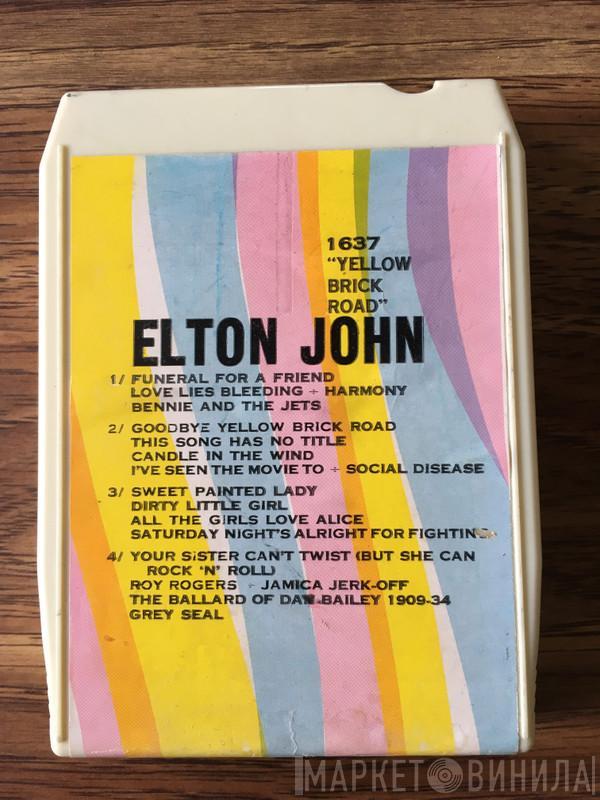 1637
"YELLOW
BRICK
ROAD"
ELTON JOHN
1/ FUNERAL FOR A FRIEND
LOVE LIES BLEEDING ÷ HARMONY
BENNIE AND THE JETS
2/ GOODBYE YELLOW BRICK ROAD
THIS SONG HAS NO TITLE
CANDLE IN THE WIND
I'VE SEEN THE MOVIE TO ÷ SOCIAL DISEASE
3/ SWEET PAINTED LADY
DIRTY LITTLE GIRL
ALL THE GIRLS LOVE ALICE
SATURDAY NIGHT'S ALRIGHT FOR FIGHTING
4/ YOUR SISTER CAN'T TWIST (BUT SHE CAN
ROCK 'N' ROLL)
ROY ROGERS - JAMICA JERK-OFF
THE BALLARD OF DAN BAILEY 1909-34
GREY SEAL
МАРКЕТ ВИНИЛА